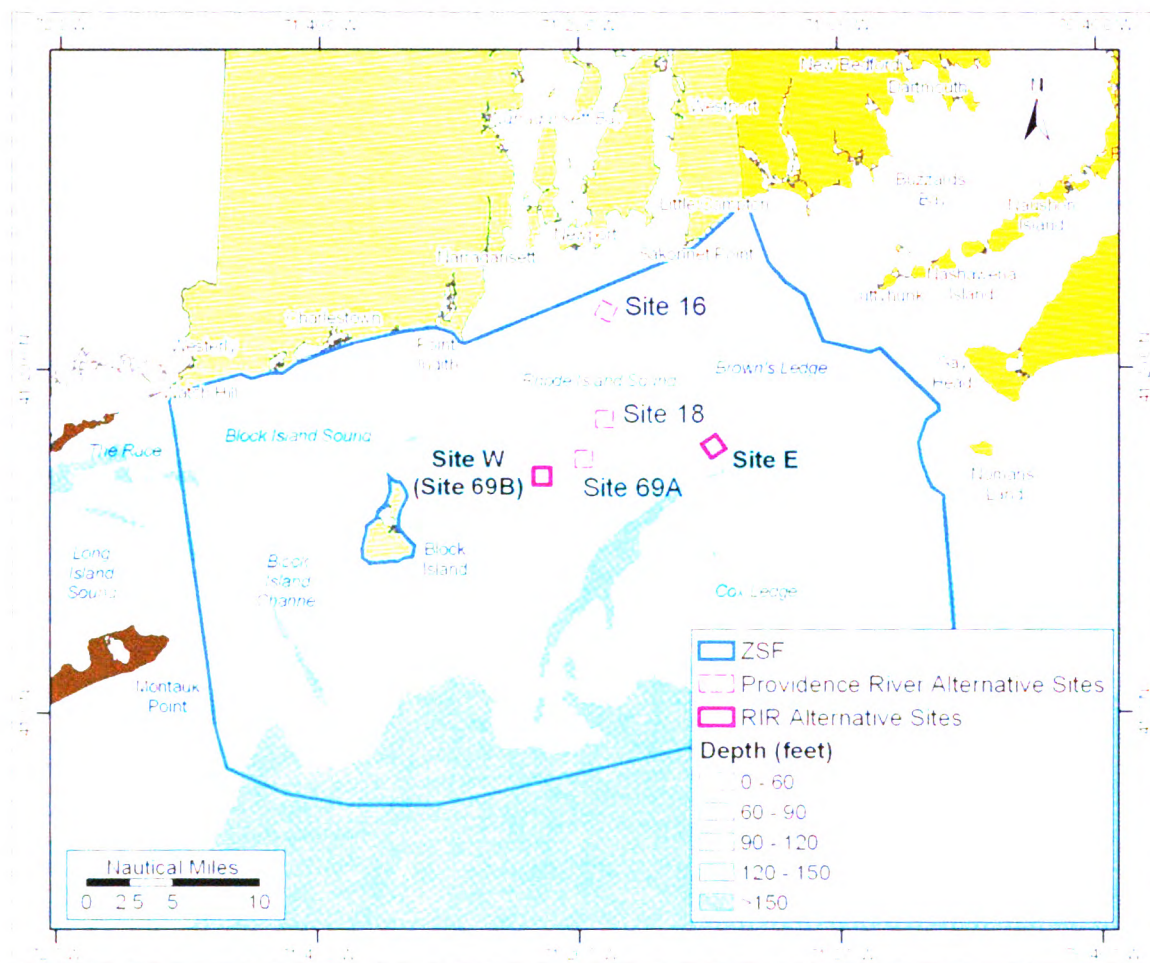 N
New Bedford
Dartmouth
Westport
Buzzards
Bay
Naushon
Island
Little Compton
Newport
Sakonnet Point
Narragansett
Nashawena
Island
Site 16
Charlestown
Point
Judith
Westerly
Watch Hill
Gay
Head
Rhode Island Sound
Brown's Ledge
Site 18
Block Island Sound
The Race
Site W
(Site 69B)
Site E
Site 69A
Nomans
Land
Block
Island
Long
Island
Sound
Block
Island
Channel
Cox Ledge
Montauk
Point
ZSF
Providence River Alternative Sites
RIR Alternative Sites
Depth (feet)
0 - 60
60 - 90
90 - 120
120 - 150
>150
Nautical Miles
0 2.5 5 10